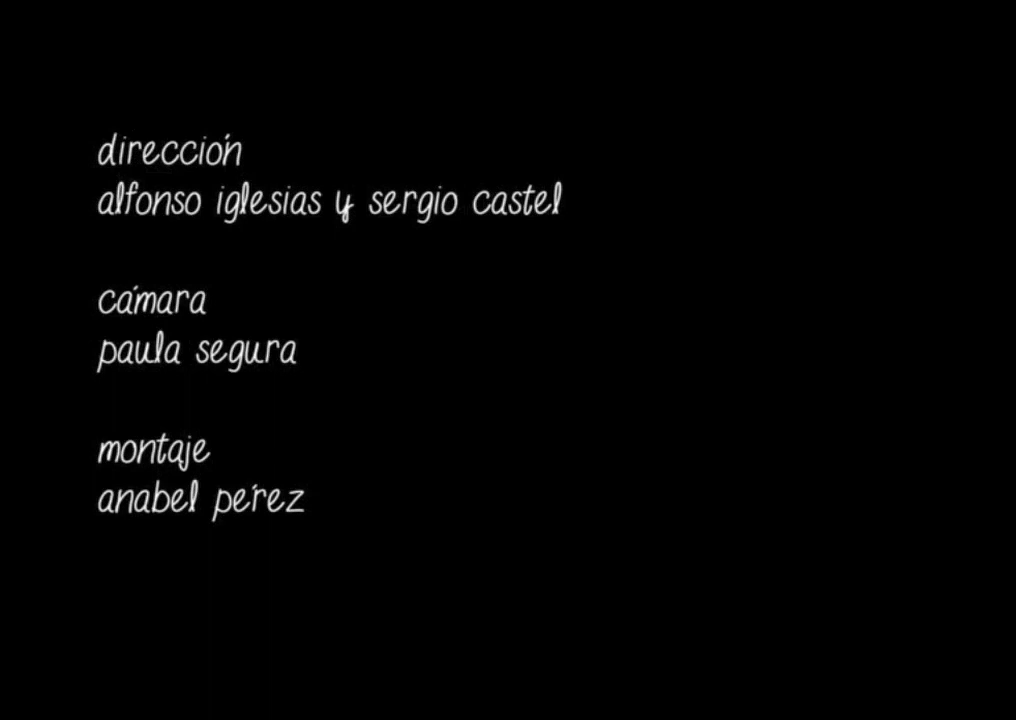 dirección
alfonso iglesias y sergio castel
cámara
paula segura
montaje
anabel pérez